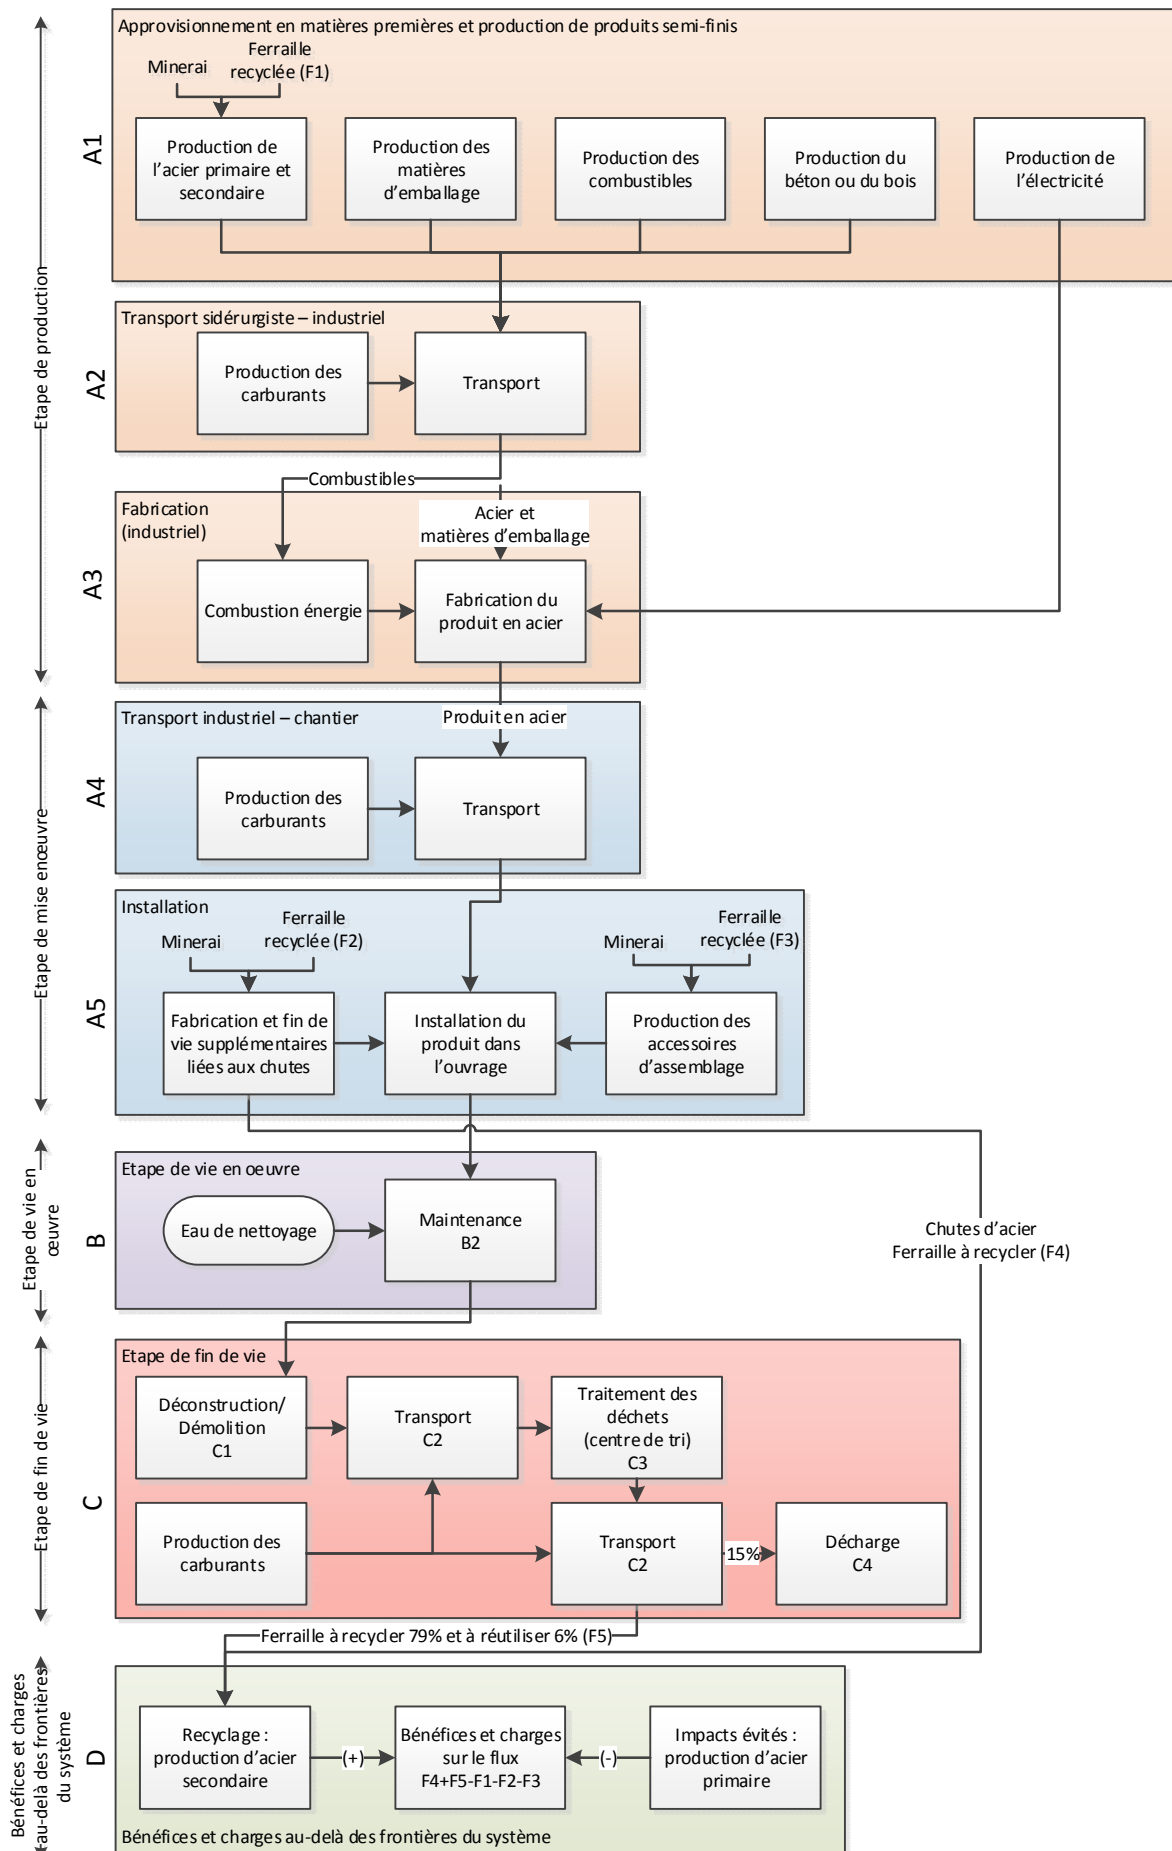 Approvisionnement en matières premières et production de produits semi-finis
Minerai
Ferraille
recyclée (F1)
A1
Production de
l'acier primaire et
secondaire
Production des
matières
d'emballage
Production des
combustibles
Production du
béton ou du bois
Production de
l'électricité
Etape de production
Transport sidérurgiste – industriel
A2
Production des
carburants
Transport
Combustibles
Fabrication
(industriel)
Acier et
matières d'emballage
A3
Combustion énergie
Fabrication du
produit en acier
Transport industriel – chantier
Produit en acier
A4
Production des
carburants
Transport
Etape de mise enœuvre
Installation
Minerai
Ferraille
recyclée (F2)
Minerai
Ferraille
recyclée (F3)
A5
Fabrication et fin de
vie supplémentaires
liées aux chutes
Installation du
produit dans
l'ouvrage
Production des
accessoires
d'assemblage
Etape de vie en
œuvre
Etape de vie en oeuvre
B
Eau de nettoyage
Maintenance
B2
Chutes d'acier
Ferraille à recycler (F4)
Etape de fin de vie
Etape de fin de vie
C
Déconstruction/
Démolition
C1
Transport
C2
Traitement des
déchets
(centre de tri)
C3
Production des
carburants
Transport
C2
15%
Décharge
C4
Ferraille à recycler 79% et à réutiliser 6% (F5)
Bénéfices et charges
au-delà des frontières
du système
D
Recyclage :
production d'acier
secondaire
(+)
Bénéfices et charges
sur le flux
F4+F5-F1-F2-F3
(-)
Impacts évités :
production d'acier
primaire
Bénéfices et charges au-delà des frontières du système